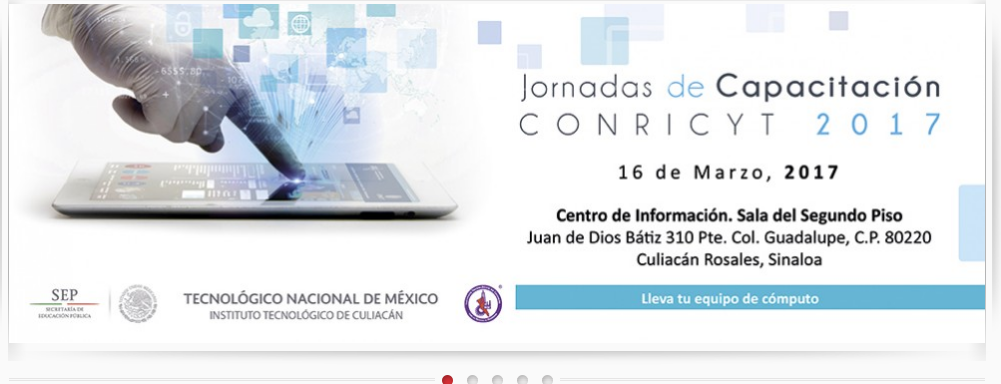 Jornadas de Capacitación
CONRICYT 2017
16 de Marzo, 2017
Centro de Información. Sala del Segundo Piso
Juan de Dios Bátiz 310 Pte. Col. Guadalupe, C.P. 80220
Culiacán Rosales, Sinaloa
Lleva tu equipo de cómputo
SEP
SECRETARÍA DE
EDUCACIÓN PÚBLICA
TECNOLÓGICO NACIONAL DE MÉXICO
INSTITUTO TECNOLÓGICO DE CULIACÁN